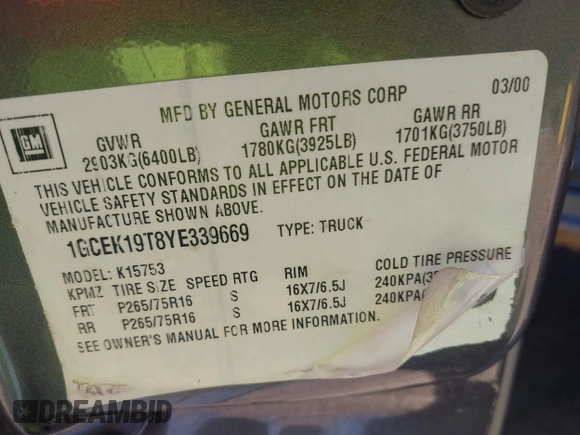 MFD BY GENERAL MOTORS CORP 03/00
GM
GVWR GAWR FRT GAWR RR
2903KG(6400LB) 1780KG(3925LB) 1701KG(3750LB)
THIS VEHICLE CONFORMS TO ALL APPLICABLE U.S. FEDERAL MOTOR
VEHICLE SAFETY STANDARDS IN EFFECT ON THE DATE OF
MANUFACTURE SHOWN ABOVE.
1GCEK19T8YE339669 TYPE: TRUCK
MODEL: K15753
KPMZ TIRE SIZE SPEED RTG RIM COLD TIRE PRESSURE
FRT P265/75R16 S 16X7/6.5J 240KPA(
RR P265/75R16 S 16X7/6.5J 240KPA(
SEE OWNER'S MANUAL FOR MORE INFORMATION.
DREAMBID